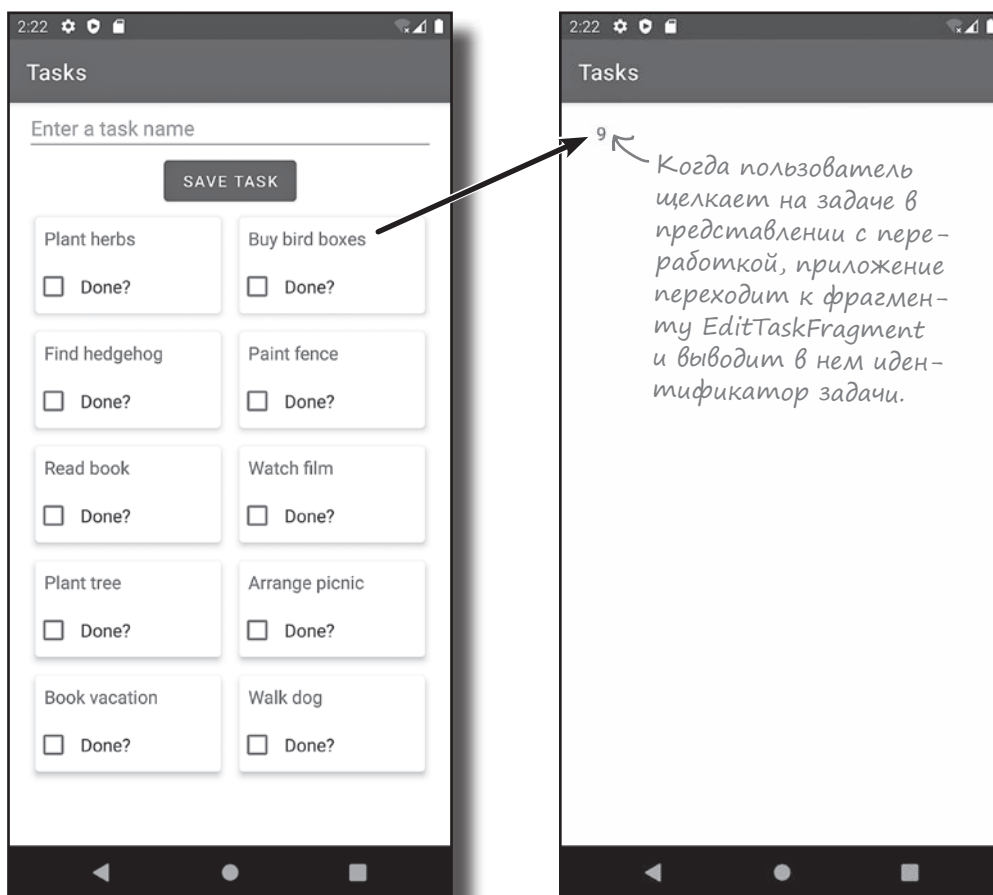 2:22
Tasks
Enter a task name
SAVE TASK
Plant herbs
Done?
Buy bird boxes
Done?
Find hedgehog
Done?
Paint fence
Done?
Read book
Done?
Watch film
Done?
Plant tree
Done?
Arrange picnic
Done?
Book vacation
Done?
Walk dog
Done?
2:22
Tasks
9
Когда пользователь
щелкает на задаче в
представлении с пере-
работкой, приложение
переходит к фрагмен-
ту EditTaskFragment
и выводит в нем иден-
тификатор задачи.